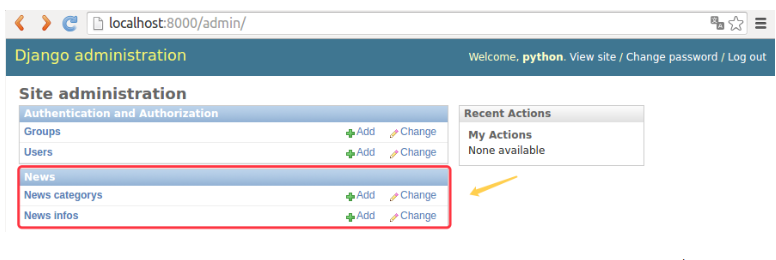 localhost:8000/admin/
Django administration
Welcome, python. View site / Change password / Log out
Site administration
Authentication and Authorization
Groups Add Change
Users Add Change
News
News categorys Add Change
News infos Add Change
Recent Actions
My Actions
None available